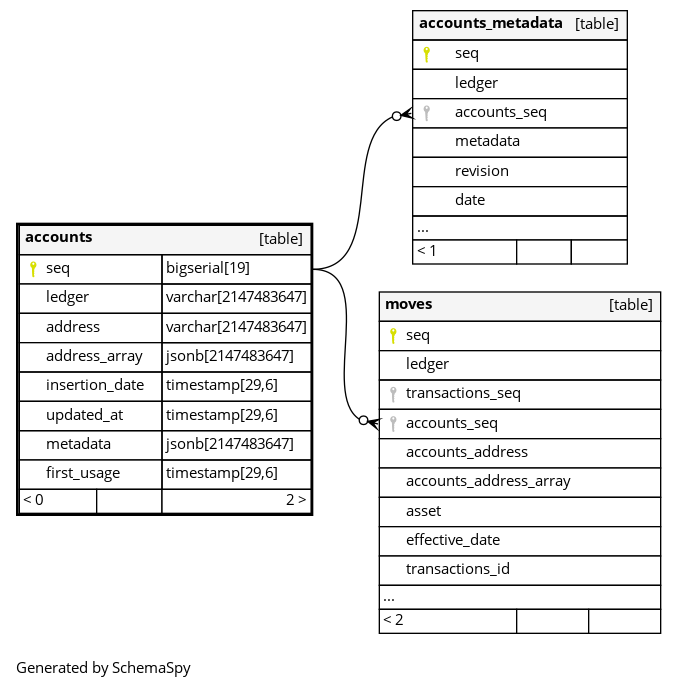 accounts_metadata [table]
seq
ledger
accounts_seq
metadata
revision
date
...
< 1
accounts [table]
seq bigserial[19]
ledger varchar[2147483647]
address varchar[2147483647]
address_array jsonb[2147483647]
insertion_date timestamp[29,6]
updated_at timestamp[29,6]
metadata jsonb[2147483647]
first_usage timestamp[29,6]
< 0 2 >
moves [table]
seq
ledger
transactions_seq
accounts_seq
accounts_address
accounts_address_array
asset
effective_date
transactions_id
...
< 2
Generated by SchemaSpy